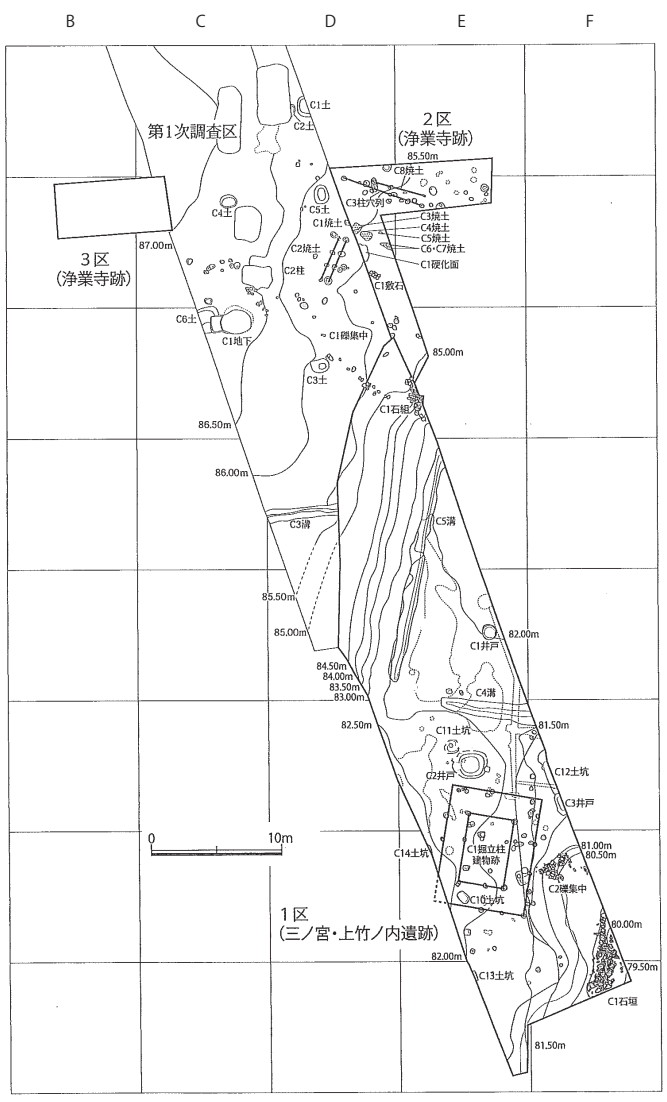 B
C
D
E
F
C1土
C2土
第1次調査区
2区
(浄業寺跡)
85.50m
C8焼土
C3柱穴列
C4土
C5土
C1焼土
C3焼土
C4焼土
C5焼土
C6・C7焼土
C2焼土
C1硬化面
C2柱
C1敷石
87.00m
3区
(浄業寺跡)
C6土
C1地下
C1礫集中
C3土
85.00m
C1石組
86.50m
86.00m
C3溝
C5溝
85.50m
85.00m
C1井戸
82.00m
84.50m
84.00m
83.50m
83.00m
C4溝
82.50m
81.50m
C11土坑
C2井戸
C12土坑
C3井戸
0
10m
C14土坑
C1掘立柱
建物跡
81.00m
80.50m
C2礫集中
C10土坑
1区
(三ノ宮・上竹ノ内遺跡)
80.00m
82.00m
C13土坑
79.50m
C1石垣
81.50m